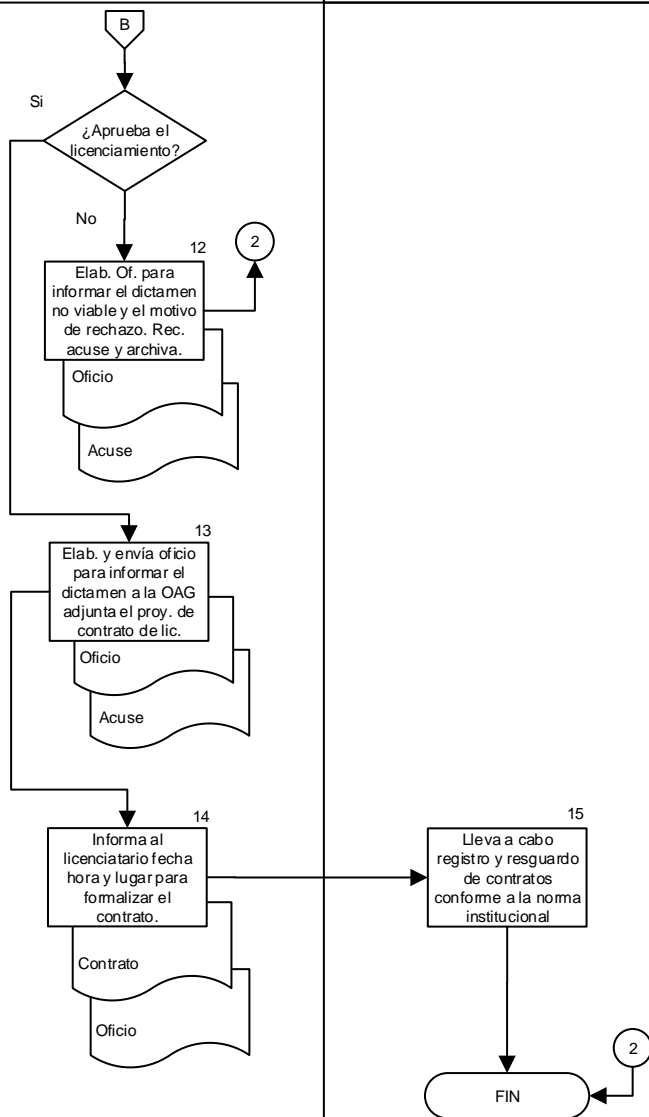 B
Si
¿Aprueba el
licenciamiento?
No
2
12
Elab. Of. para
informar el dictamen
no viable y el motivo
de rechazo. Rec.
acuse y archiva.
Oficio
Acuse
13
Elab. y envía oficio
para informar el
dictamen a la OAG
adjunta el proy. de
contrato de lic.
Oficio
Acuse
14
Informa al
licenciatario fecha
hora y lugar para
formalizar el
contrato.
Contrato
Oficio
15
Lleva a cabo
registro y resguardo
de contratos
conforme a la norma
institucional
2
FIN